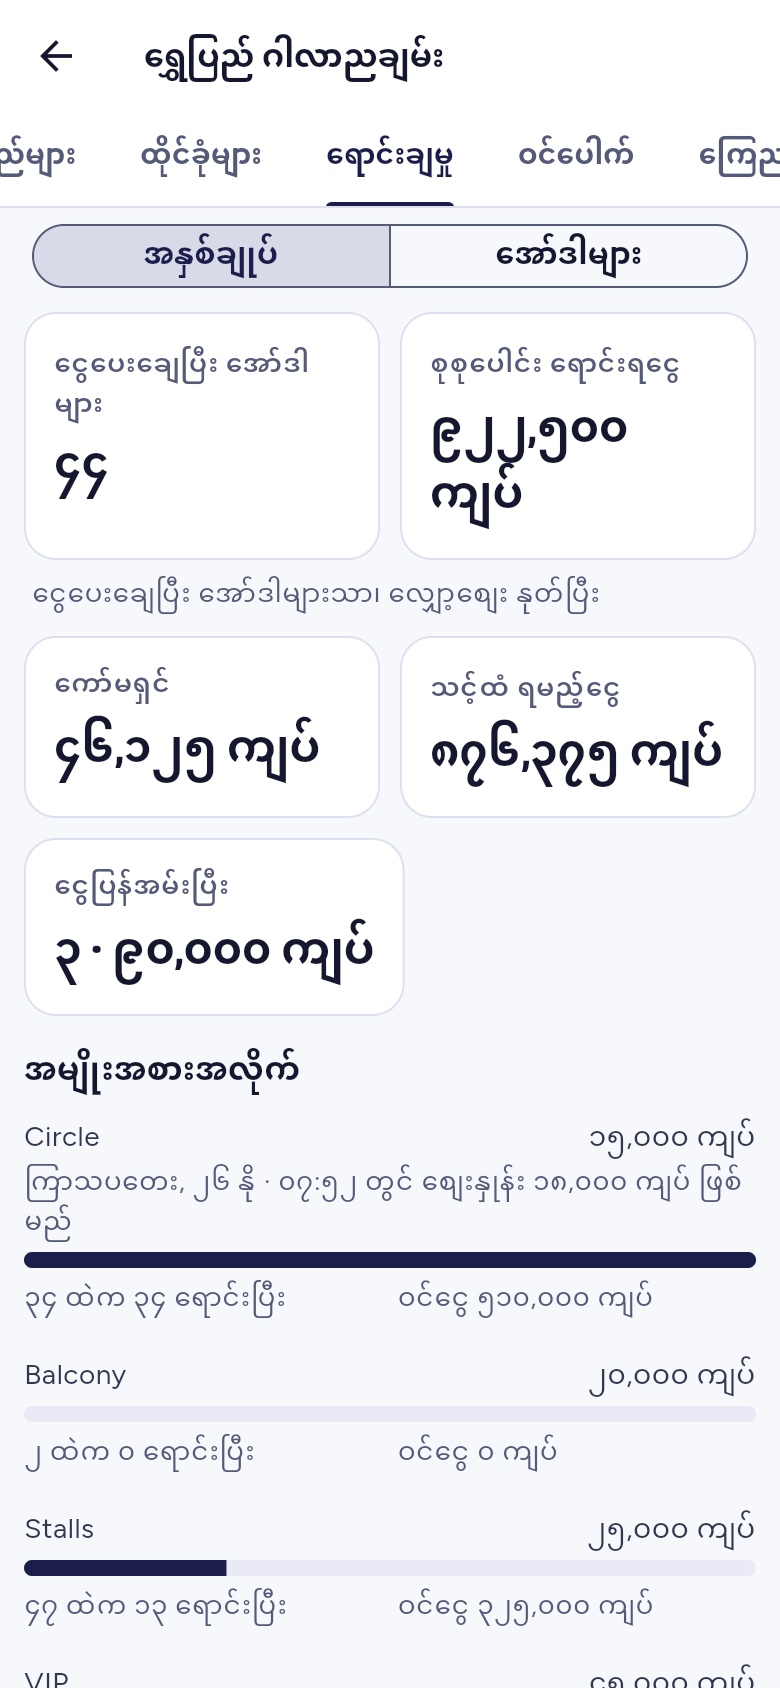 ရွှေပြည် ဂါလာညချမ်း
ထိုင်ခုံများ ရောင်းချမှု ဝင်ပေါက်
အနှစ်ချုပ် အော်ဒါများ
ငွေပေးချေပြီး အော်ဒါ
များ
၄၄
စုစုပေါင်း ရောင်းရငွေ
၉၂၂,၅၀၀
ကျပ်
ငွေပေးချေပြီး အော်ဒါများသာ၊ လျှော့ဈေး နုတ်ပြီး
ကော်မရှင်
၄၆,၁၂၅ ကျပ်
သင့်ထံ ရမည့်ငွေ
၈၇၆,၃၇၅ ကျပ်
ငွေပြန်အမ်းပြီး
၃ · ၉၀,၀၀၀ ကျပ်
အမျိုးအစားအလိုက်
Circle ၁၅,၀၀၀ ကျပ်
ကြာသပတေး, ၂၆ နို · ၀၇:၅၂ တွင် ဈေးနှုန်း ၁၈,၀၀၀ ကျပ် ဖြစ်
မည်
၃၄ ထဲက ၃၄ ရောင်းပြီး ဝင်ငွေ ၅၁၀,၀၀၀ ကျပ်
Balcony ၂၀,၀၀၀ ကျပ်
၂ ထဲက ၀ ရောင်းပြီး ဝင်ငွေ ၀ ကျပ်
Stalls ၂၅,၀၀၀ ကျပ်
၄၇ ထဲက ၁၃ ရောင်းပြီး ဝင်ငွေ ၃၂၅,၀၀၀ ကျပ်
VIP